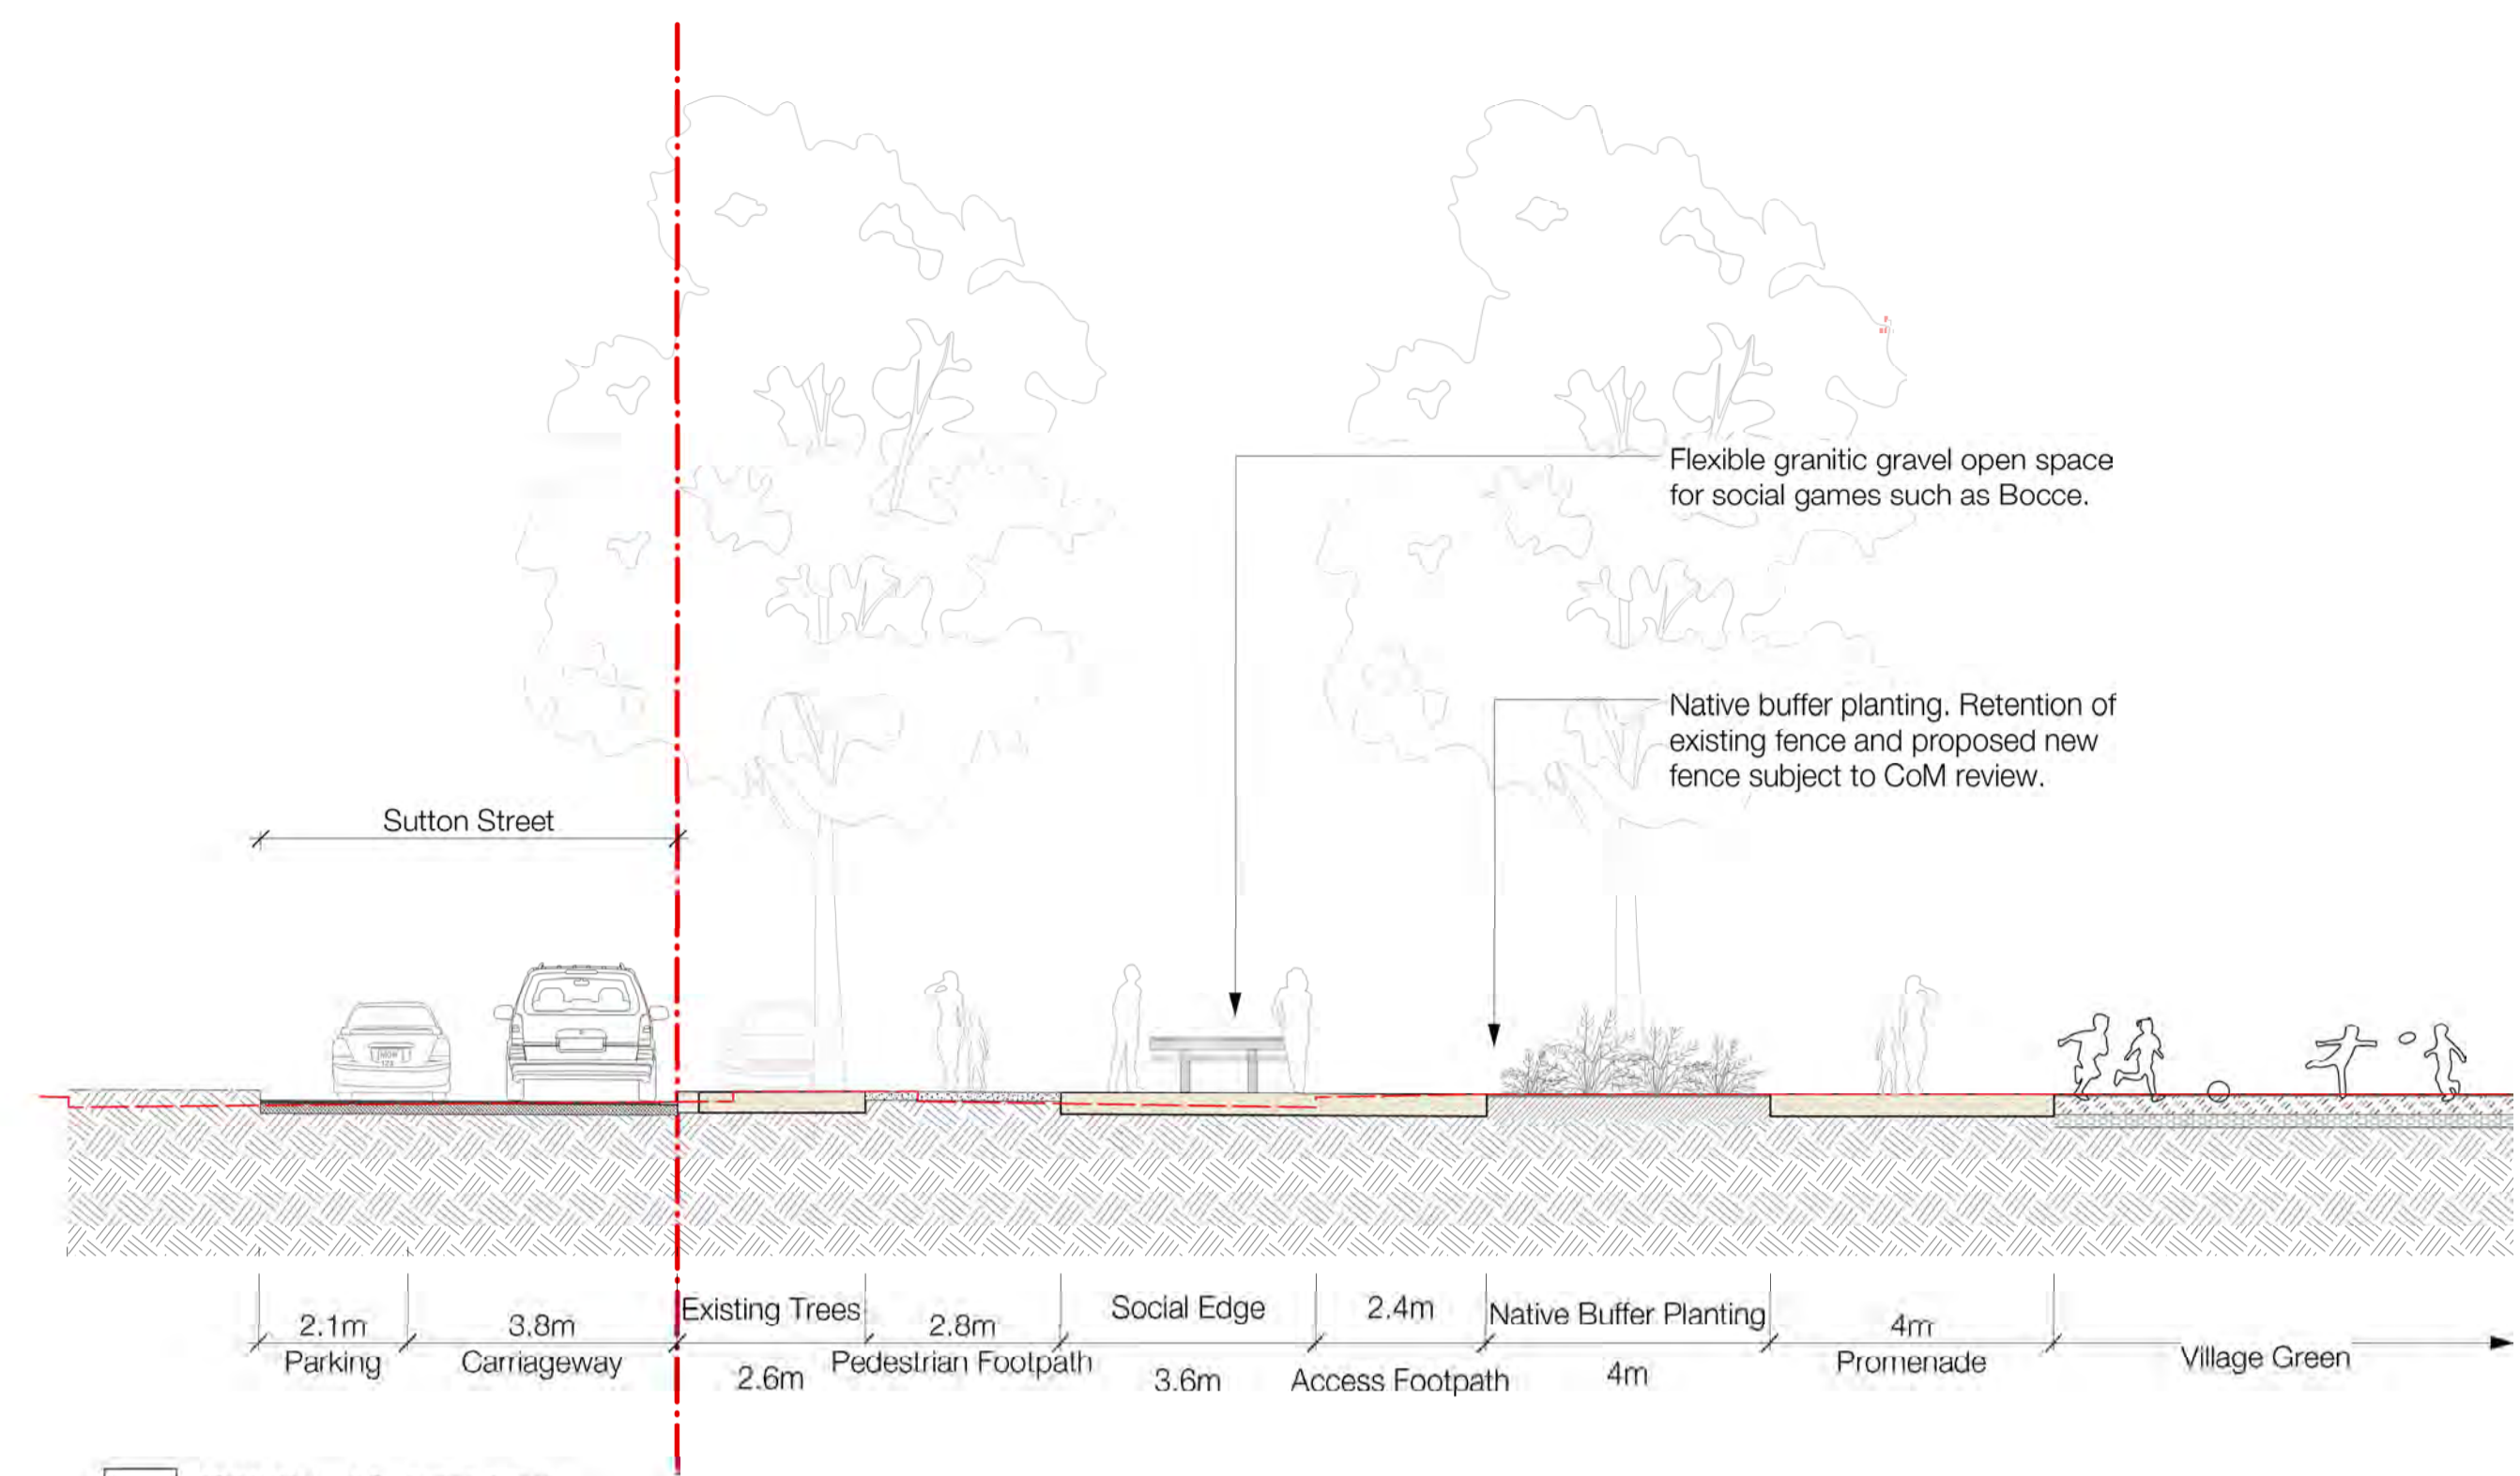 Flexible granitic gravel open space
for social games such as Bocce.
Native buffer planting. Retention of
existing fence and proposed new
fence subject to CoM review.
Sutton Street
2.1m
Parking
3.8m
Carriageway
Existing Trees
2.6m
2.8m
Pedestrian Footpath
Social Edge
3.6m
2.4m
Access Footpath
Native Buffer Planting
4m
4m
Promenade
Village Green